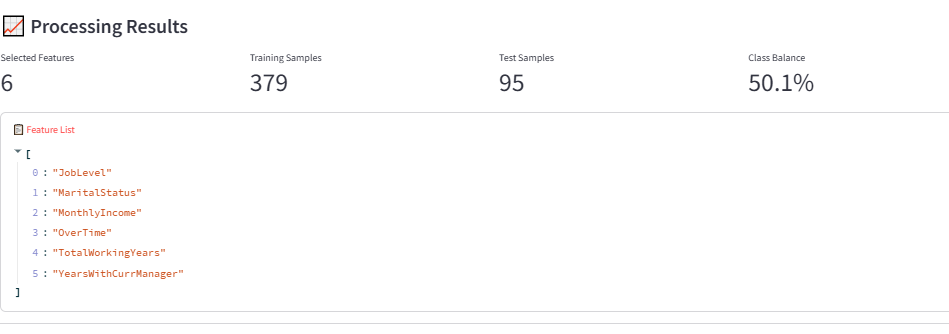 Processing Results
Selected Features
Training Samples
Test Samples
Class Balance
6
379
95
50.1%
Feature List
[
0 : "JobLevel"
1 : "MaritalStatus"
2 : "MonthlyIncome"
3 : "OverTime"
4 : "TotalWorkingYears"
5 : "YearsWithCurrManager"
]